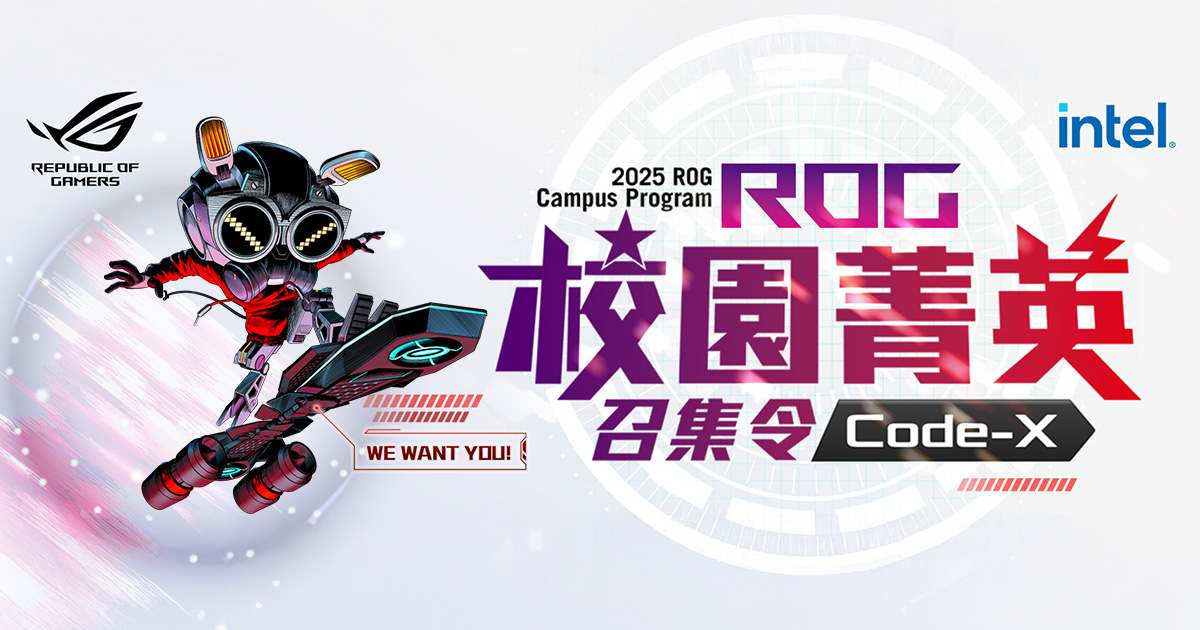 REPUBLIC OF
GAMERS
intel
2025 ROG
Campus Program
ROG
校園菁英
召集令 Code-X
WE WANT YOU!